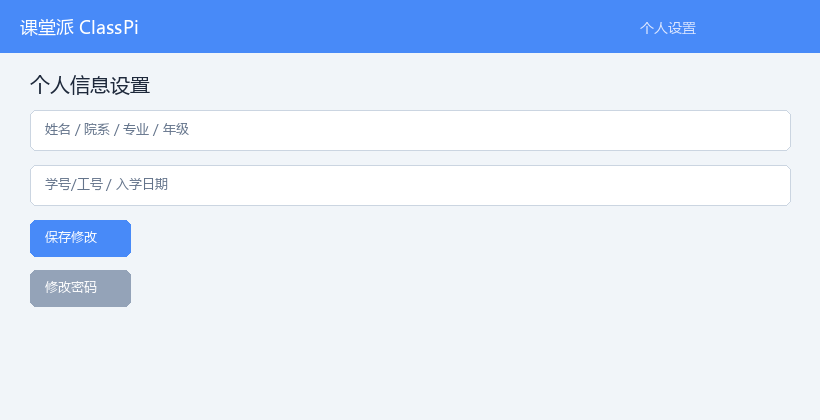 课堂派 ClassPi
个人设置
个人信息设置
姓名 / 院系 / 专业 / 年级
学号/工号 / 入学日期
保存修改
修改密码